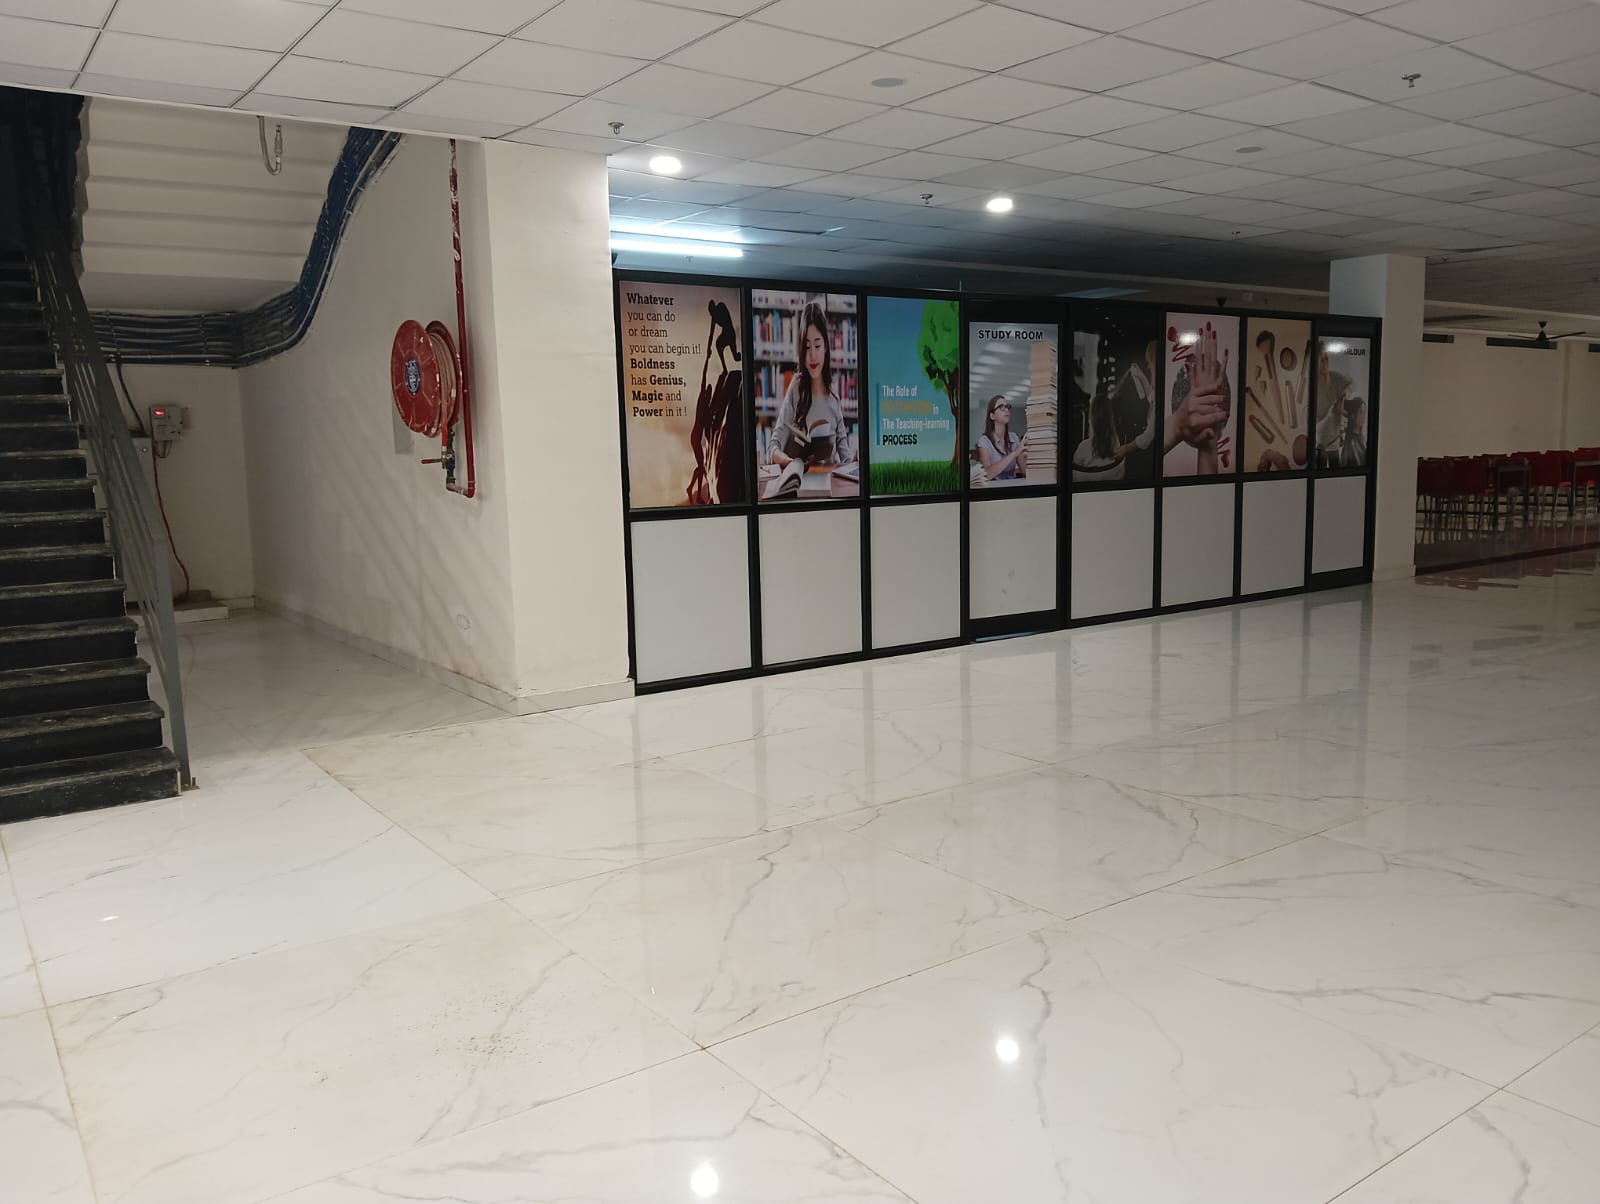 Whatever
you can do
or dream
you can begin it!
Boldness
has Genius,
Magic and
Power in it !
The Role of
in
The Teaching-learning
PROCESS
STUDY ROOM